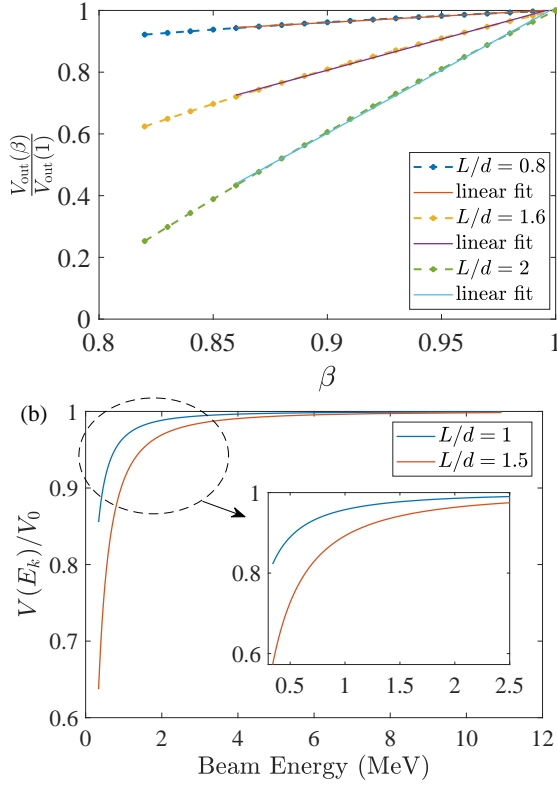 1
0.8
0.6
0.4
0.2
0
V_out(β)/V_out(1)
L/d = 0.8
linear fit
L/d = 1.6
linear fit
L/d = 2
linear fit
0.8 0.85 0.9 0.95 1
β
(b)
1
0.9
0.8
0.7
0.6
V(E_k)/V_0
L/d = 1
L/d = 1.5
1
0.8
0.6
0.5 1 1.5 2 2.5
0 2 4 6 8 10 12
Beam Energy (MeV)